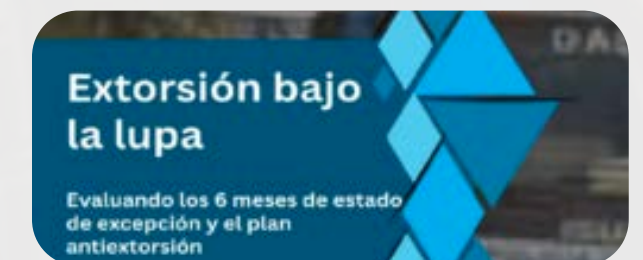 Extorsión bajo
la lupa
Evaluando los 6 meses de estado
de excepción y el plan
antiextorsión